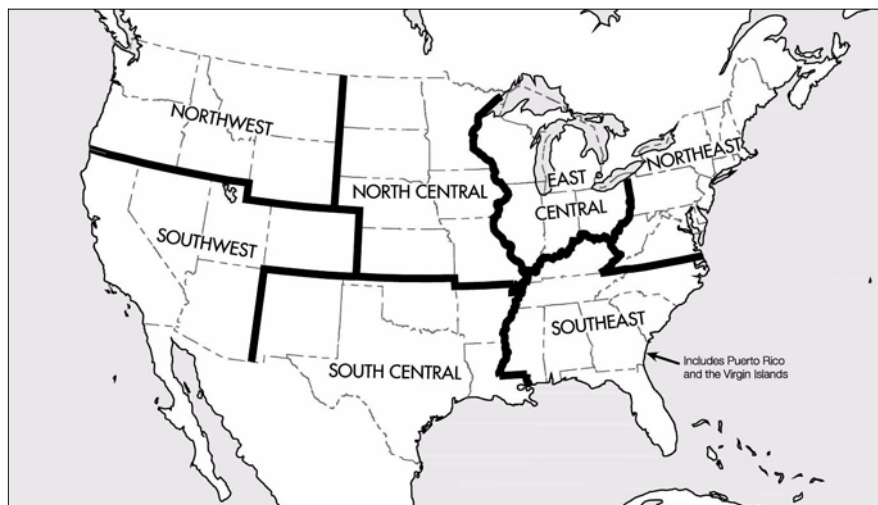 NORTHWEST
NORTHEAST
NORTH CENTRAL
EAST
CENTRAL
SOUTHWEST
SOUTHEAST
SOUTH CENTRAL
Includes Puerto Rico
and the Virgin Islands